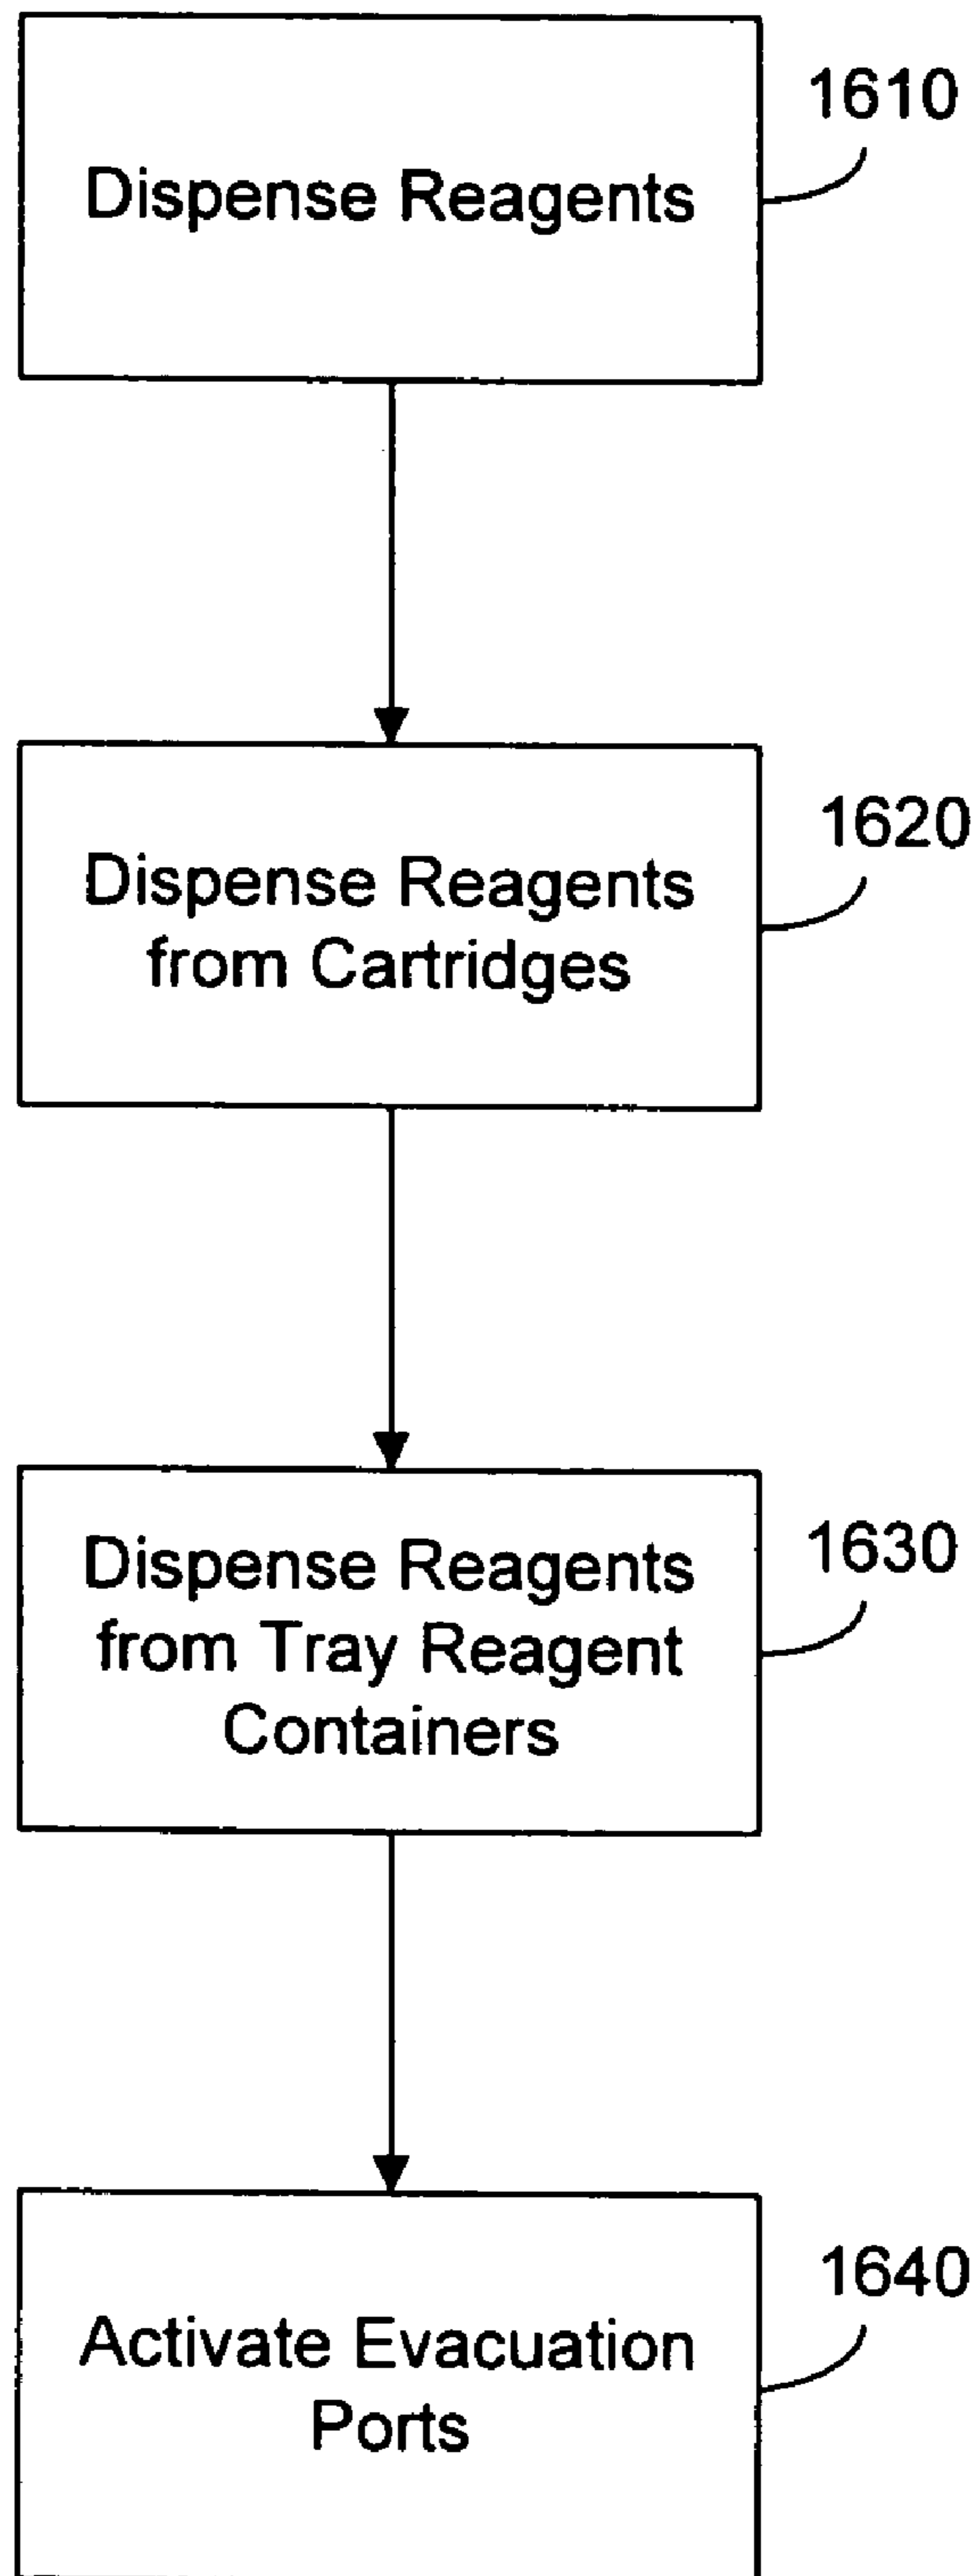 1610
Dispense Reagents
1620
Dispense Reagents
from Cartridges
1630
Dispense Reagents
from Tray Reagent
Containers
1640
Activate Evacuation
Ports